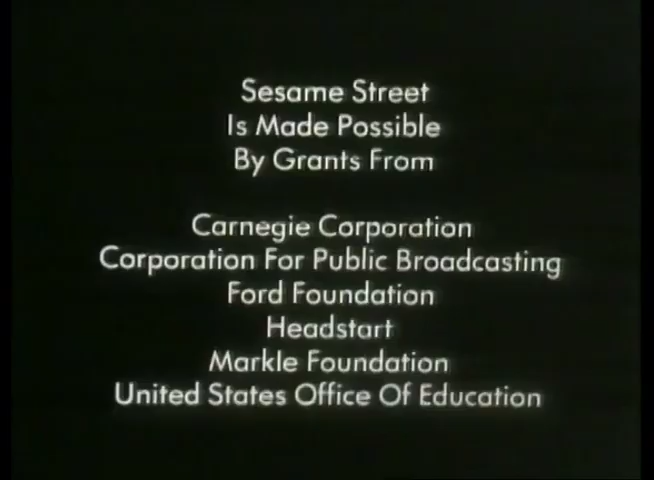 Sesame Street
Is Made Possible
By Grants From
Carnegie Corporation
Corporation For Public Broadcasting
Ford Foundation
Headstart
Markle Foundation
United States Office Of Education